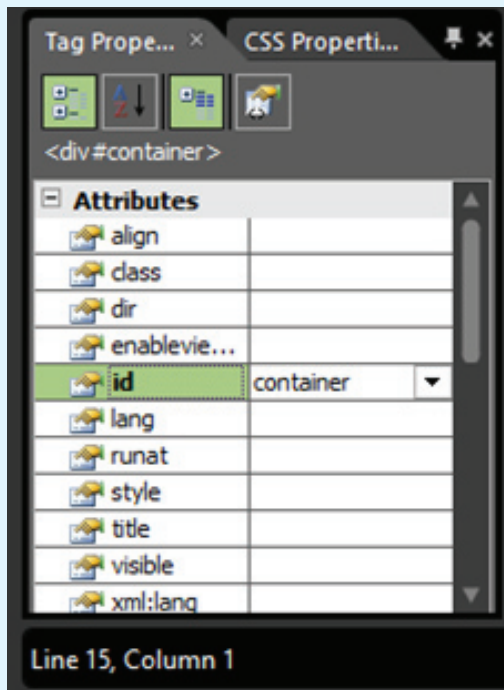 Tag Prope... × CSS Properti... ×
A Z
<div#container>
Attributes
align
class
dir
enablevie...
id container
lang
runat
style
title
visible
xml:lang
Line 15, Column 1